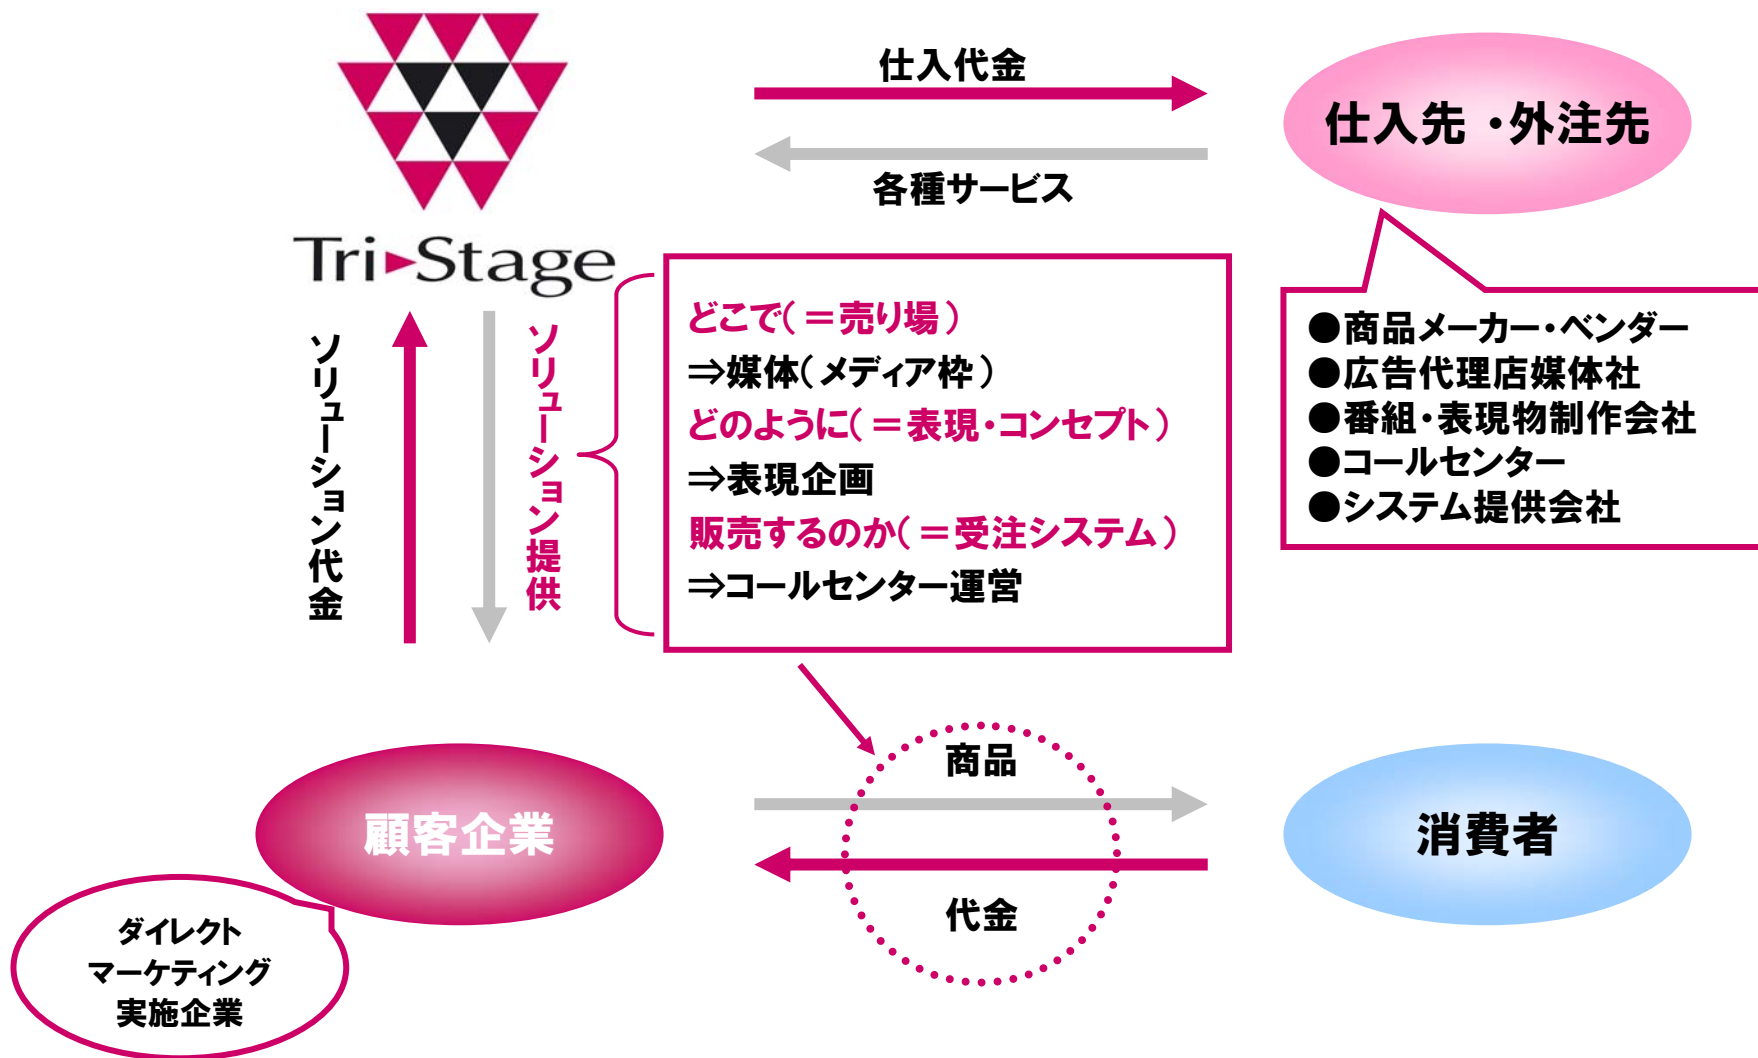 仕入代金
仕入先・外注先
各種サービス
Tri►Stage
どこで(＝売り場)
⇒媒体(メディア枠)
どのように(＝表現・コンセプト)
⇒表現企画
販売するのか(＝受注システム)
⇒コールセンター運営
●商品メーカー・ベンダー
●広告代理店媒体社
●番組・表現物制作会社
●コールセンター
●システム提供会社
ソリューション代金
ソリューション提供
商品
顧客企業
消費者
代金
ダイレクト
マーケティング
実施企業